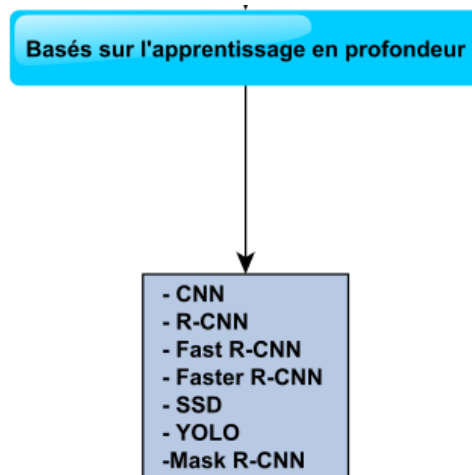 Basés sur l'apprentissage en profondeur
- CNN
- R-CNN
- Fast R-CNN
- Faster R-CNN
- SSD
- YOLO
-Mask R-CNN